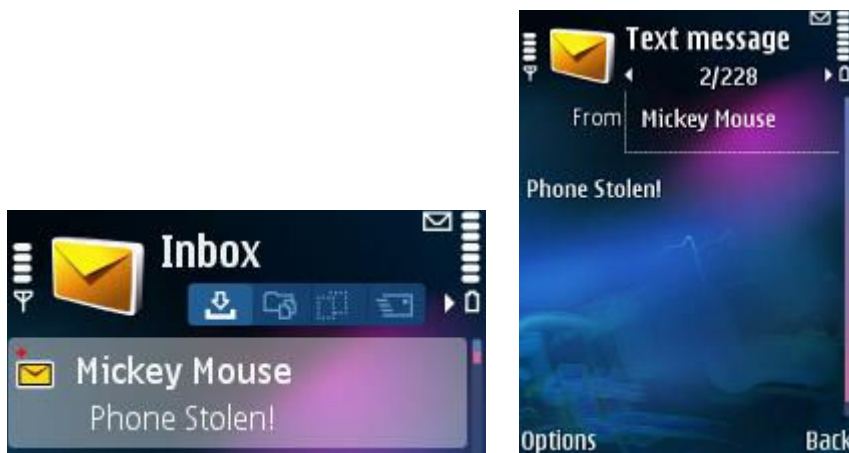 Inbox
Mickey Mouse
Phone Stolen!
Text message
2/228
From Mickey Mouse
Phone Stolen!
Options Back